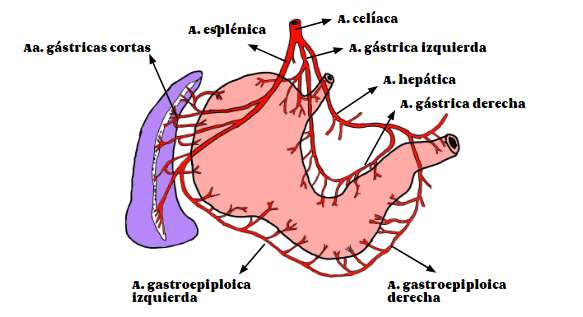 A. celíaca
A. esplénica
Aa. gástricas cortas
A. gástrica izquierda
A. hepática
A. gástrica derecha
A. gastroepiploica
izquierda
A. gastroepiploica
derecha